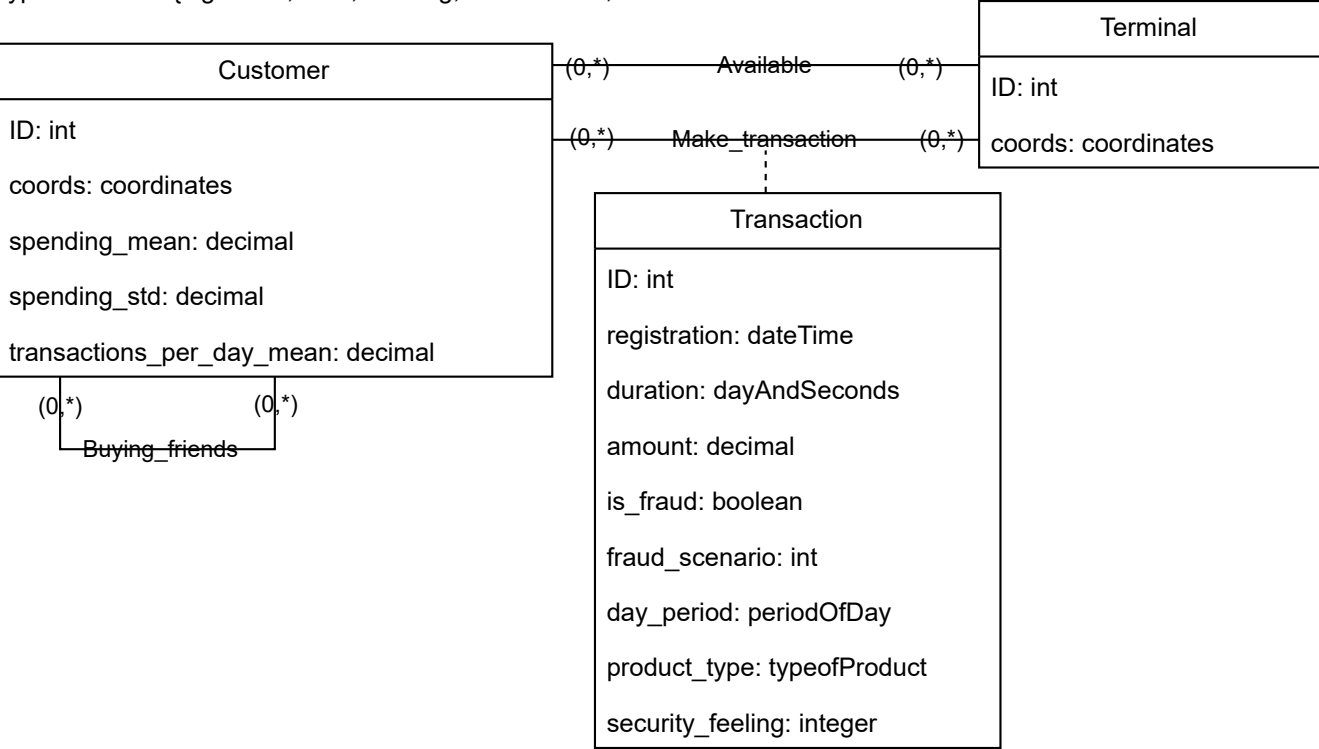 Terminal
ID: int
coords: coordinates
Customer
ID: int
coords: coordinates
spending_mean: decimal
spending_std: decimal
transactions_per_day_mean: decimal
(0,*) Available (0,*)
(0,*) Make_transaction (0,*)
(0,*) (0,*)
Buying_friends
Transaction
ID: int
registration: dateTime
duration: dayAndSeconds
amount: decimal
is_fraud: boolean
fraud_scenario: int
day_period: periodOfDay
product_type: typeofProduct
security_feeling: integer